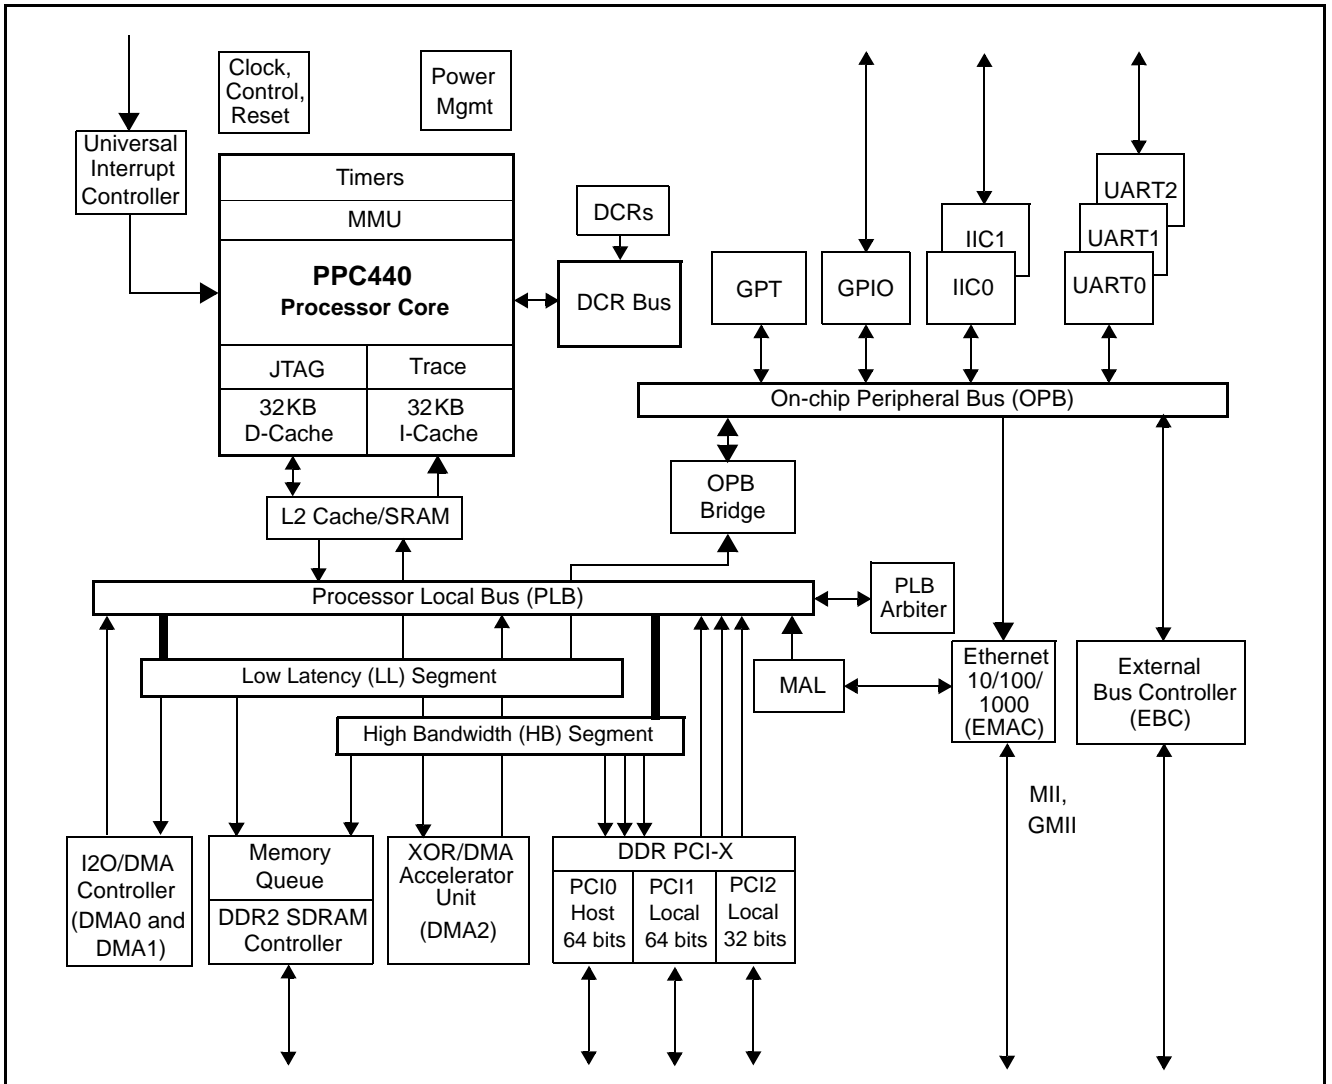 Clock,
Control,
Reset
Power
Mgmt
Universal
Interrupt
Controller
Timers
MMU
PPC440
Processor Core
JTAG
Trace
32KB
D-Cache
32KB
I-Cache
DCRs
DCR Bus
GPT
GPIO
IIC1
IIC0
UART2
UART1
UART0
On-chip Peripheral Bus (OPB)
L2 Cache/SRAM
OPB
Bridge
Processor Local Bus (PLB)
PLB
Arbiter
Low Latency (LL) Segment
MAL
Ethernet
10/100/
1000
(EMAC)
External
Bus Controller
(EBC)
High Bandwidth (HB) Segment
MII,
GMII
I2O/DMA
Controller
(DMA0 and
DMA1)
Memory
Queue
DDR2 SDRAM
Controller
XOR/DMA
Accelerator
Unit
(DMA2)
DDR PCI-X
PCI0
Host
64 bits
PCI1
Local
64 bits
PCI2
Local
32 bits